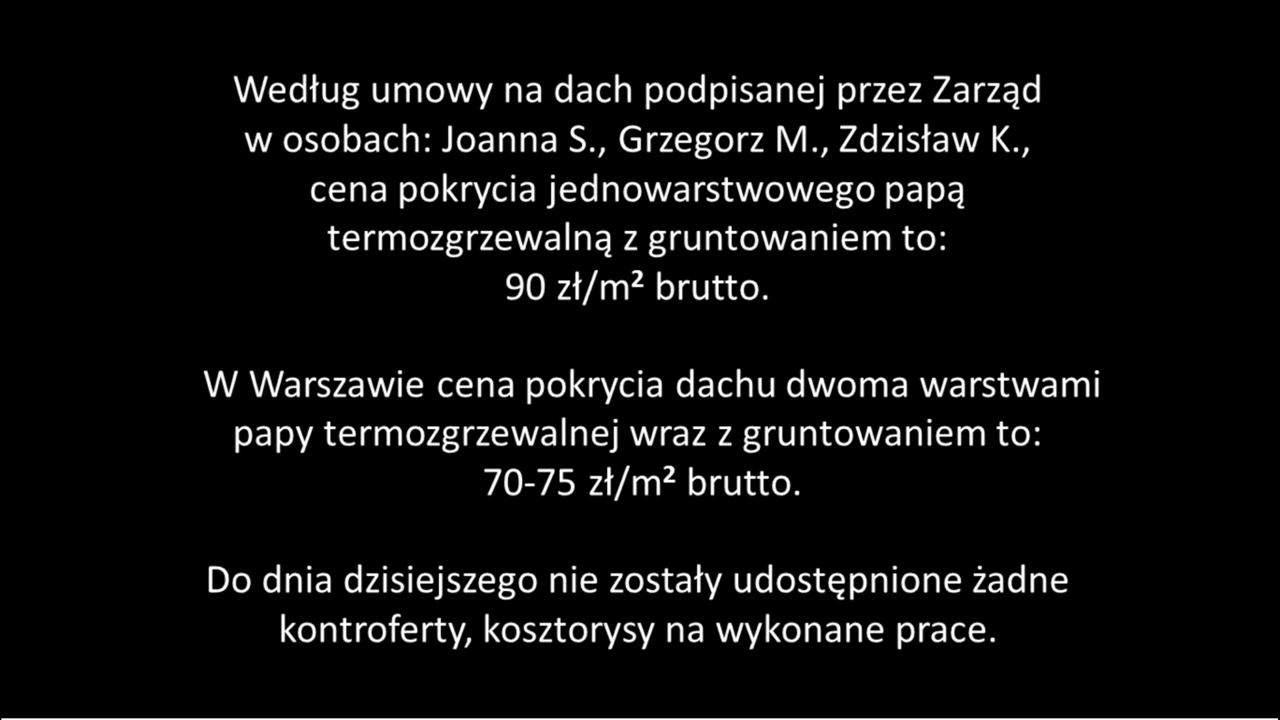 Według umowy na dach podpisanej przez Zarząd
w osobach: Joanna S., Grzegorz M., Zdzisław K.,
cena pokrycia jednowarstwowego papą
termozgrzewalną z gruntowaniem to:
90 zł/m² brutto.
W Warszawie cena pokrycia dachu dwoma warstwami
papy termozgrzewalnej wraz z gruntowaniem to:
70-75 zł/m² brutto.
Do dnia dzisiejszego nie zostały udostępnione żadne
kontroferty, kosztorysy na wykonane prace.